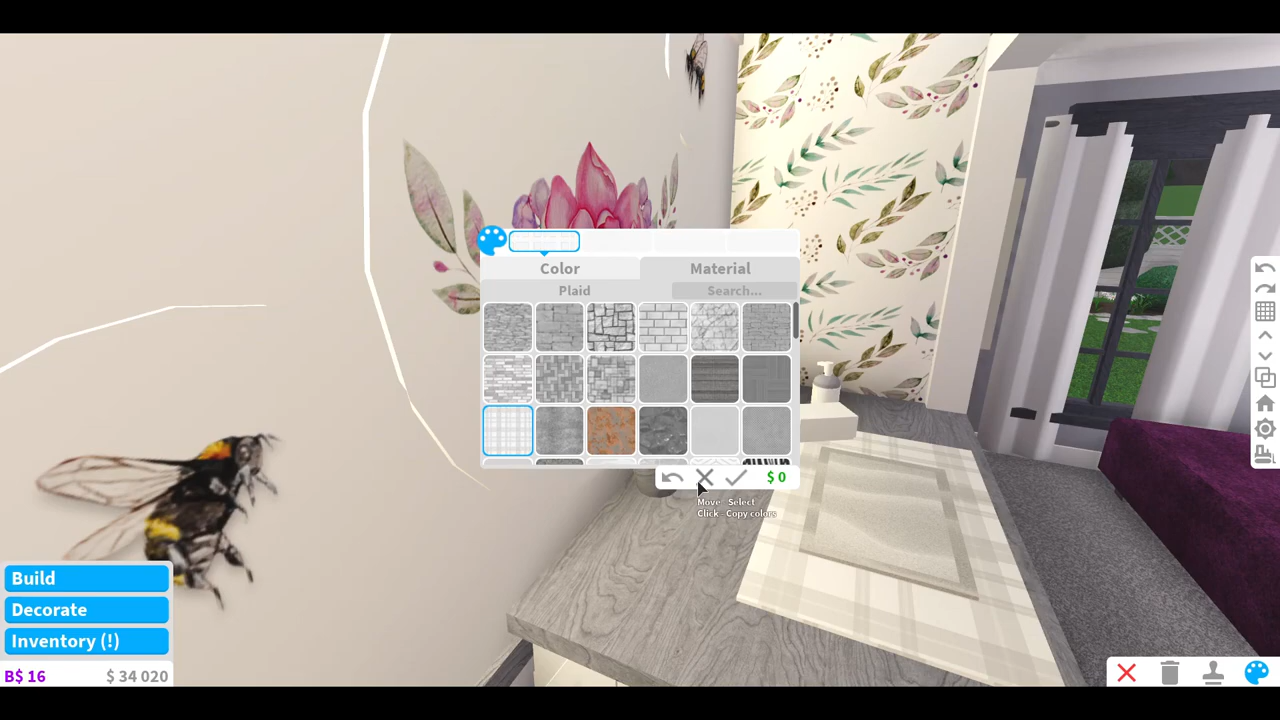 Color
Material
Plaid
Search...
$ 0
Move - Select
Click - Copy colors
Build
Decorate
Inventory (!)
B$ 16
$ 34 020